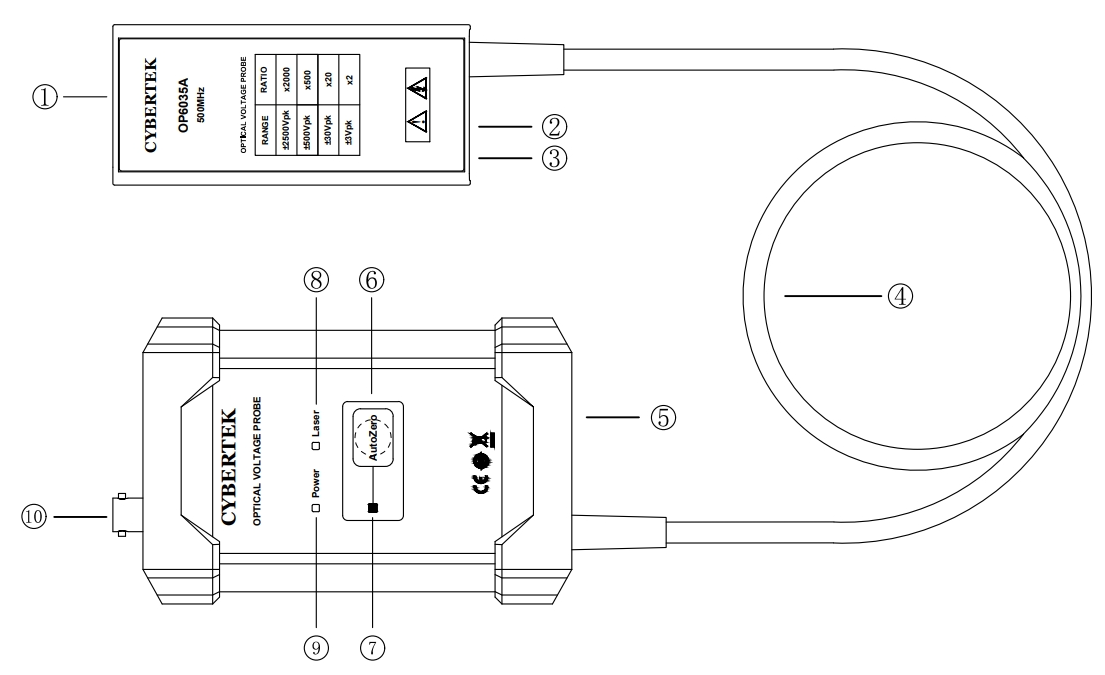 CYBERTEK
OP6035A
500MHz
OPTICAL VOLTAGE PROBE
RANGE RATIO
±2500Vpk x2000
±500Vpk x500
±30Vpk x20
±3Vpk x2
①
②
③
④
⑧ ⑥
⑤
CYBERTEK
OPTICAL VOLTAGE PROBE
Power Laser
AutoZero
CE
⑩
⑨ ⑦